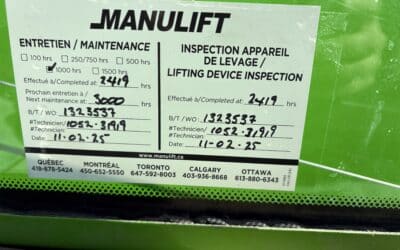 MANULIFT
ENTRETIEN / MAINTENANCE
100 hrs 250/750 hrs 500 hrs
1000 hrs 1500 hrs
Effectué à/Completed at: 2419 hrs
Prochain entretien à /
Next maintenance at: 3000 hrs
B/T / WO: 1323537
#Technicien/
#Technician: 1052-31919
Date: 11-02-25
INSPECTION APPAREIL
DE LEVAGE /
LIFTING DEVICE INSPECTION
Effectué à/Completed at: 2419 hrs
B/T / WO: 1323537
#Technicien/
#Technician: 1052-31919
Date: 11-02-25
www.manulift.ca
QUÉBEC MONTRÉAL TORONTO CALGARY OTTAWA
418-878-5424 450-652-5550 647-592-8003 403-936-8668 613-880-6343